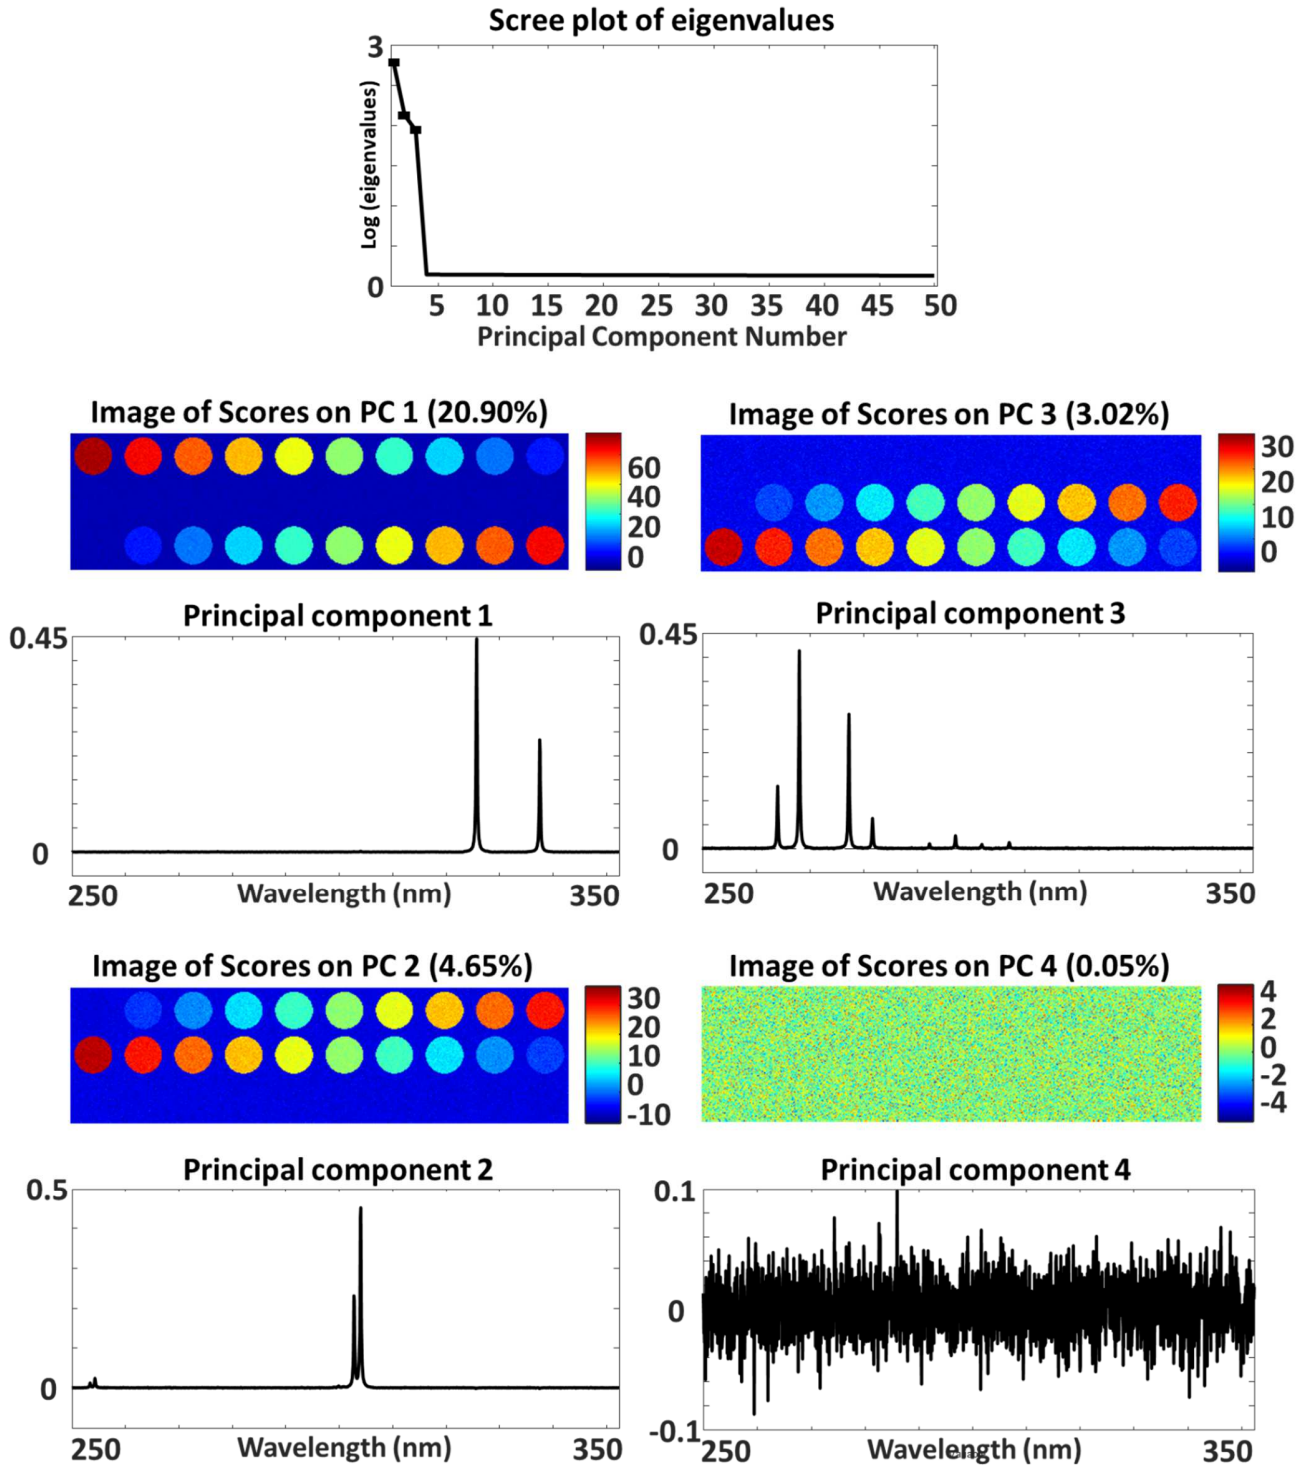 Scree plot of eigenvalues
3
Log (eigenvalues)
0
5 10 15 20 25 30 35 40 45 50
Principal Component Number
Image of Scores on PC 1 (20.90%)
60
40
20
0
Principal component 1
0.45
0
250 Wavelength (nm) 350
Image of Scores on PC 3 (3.02%)
30
20
10
0
Principal component 3
0.45
0
250 Wavelength (nm) 350
Image of Scores on PC 2 (4.65%)
30
20
10
0
-10
Principal component 2
0.5
0
250 Wavelength (nm) 350
Image of Scores on PC 4 (0.05%)
4
2
0
-2
-4
Principal component 4
0.1
0
-0.1
250 Wavelength (nm) 350